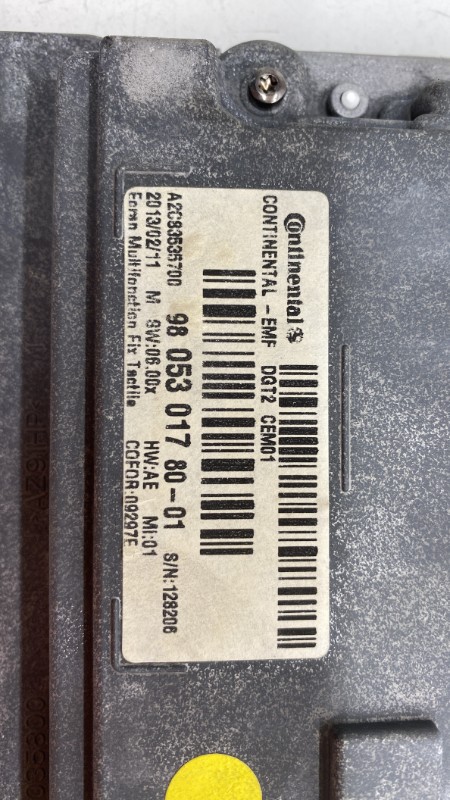 Continental
CONTINENTAL - EMF DGT2 CEM01
98 053 017 80-01 S/N:128206
A2C83635700
2013/02/11 M SW:06.00x HW:AE MI:01
Ecran Multifonction Fix Tactile COFOR:09297E